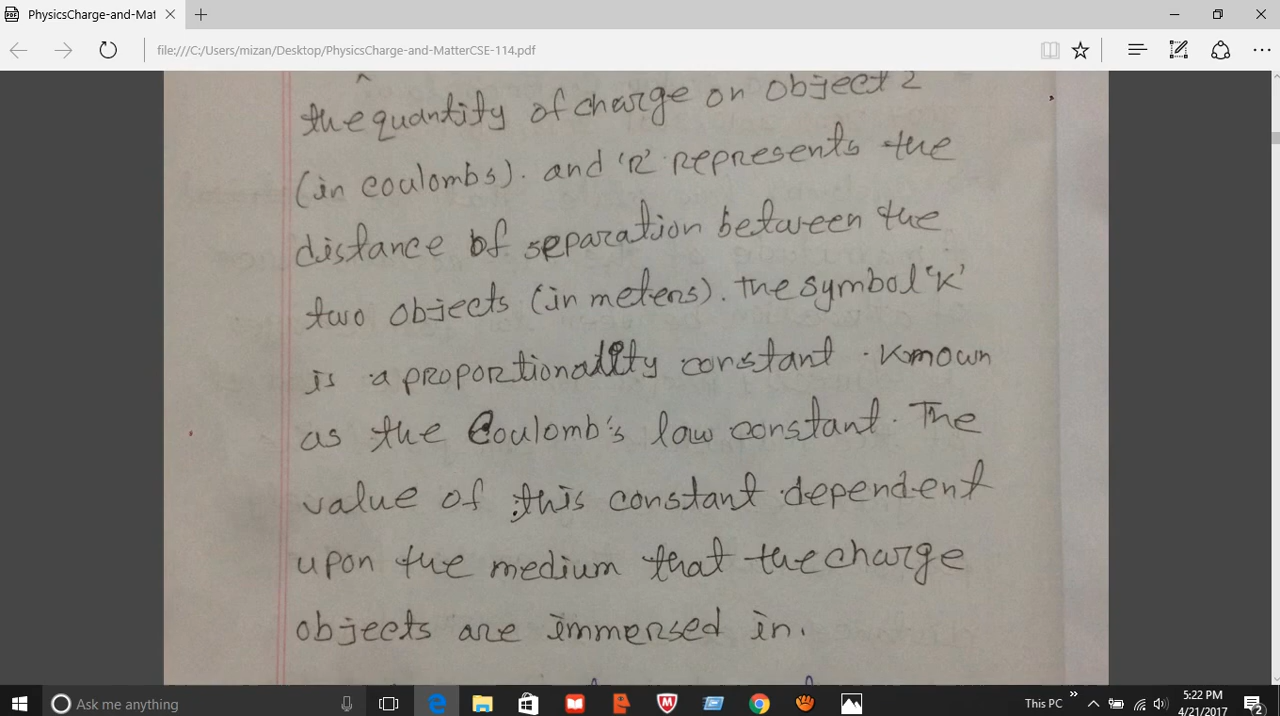 PhysicsCharge-and-Mat
file:///C:/Users/mizan/Desktop/PhysicsCharge-and-MatterCSE-114.pdf
the quantity of charge on object 2
(in coulombs). and 'R' represents the
distance of separation between the
two objects (in meters). The symbol 'K'
is a proportionality constant. Known
as the Coulomb's law constant. The
value of this constant dependent
upon the medium that the charge
objects are immersed in.
Ask me anything
This PC
5:22 PM
4/21/2017
2